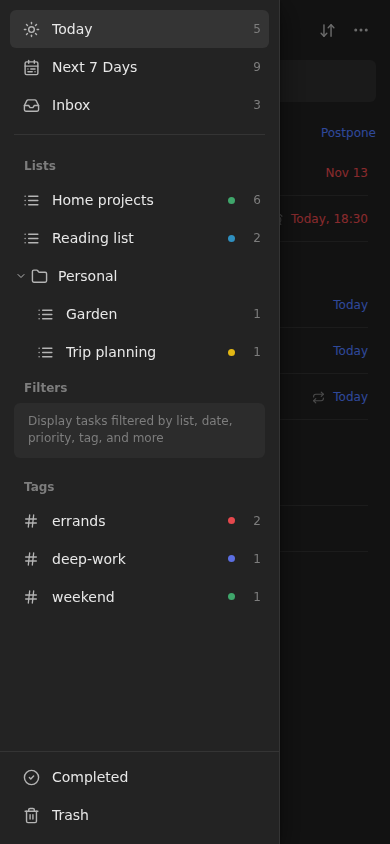 Today 5
Next 7 Days 9
Inbox 3
Postpone
Nov 13
Today, 18:30
Today
Today
Today
Lists
Home projects 6
Reading list 2
Personal
Garden 1
Trip planning 1
Filters
Display tasks filtered by list, date,
priority, tag, and more
Tags
# errands 2
# deep-work 1
# weekend 1
Completed
Trash